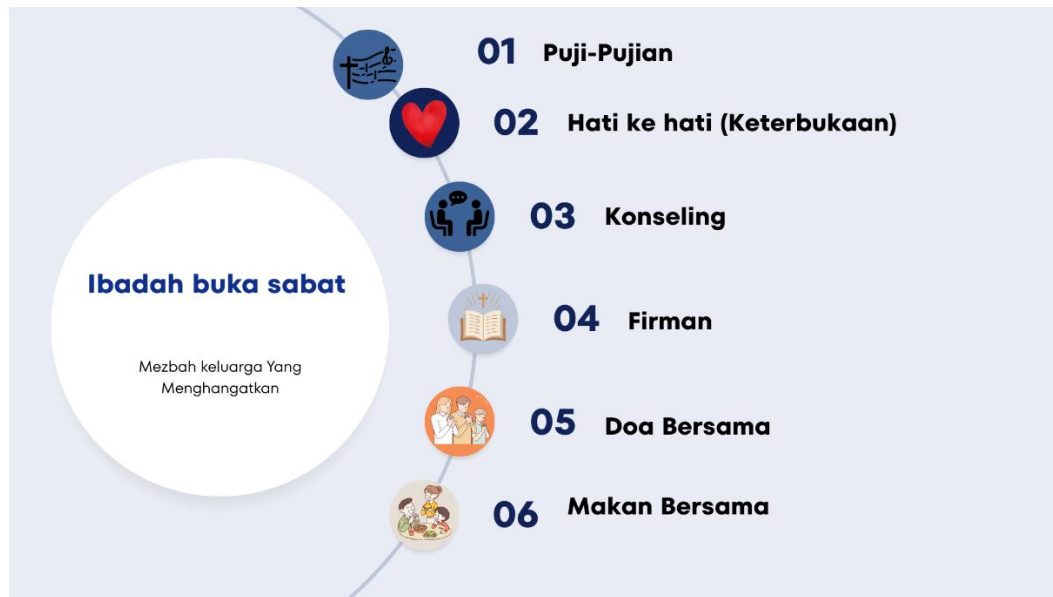 Ibadah buka sabat
Mezbah keluarga Yang
Menghangatkan
01 Puji-Pujian
02 Hati ke hati (Keterbukaan)
03 Konseling
04 Firman
05 Doa Bersama
06 Makan Bersama